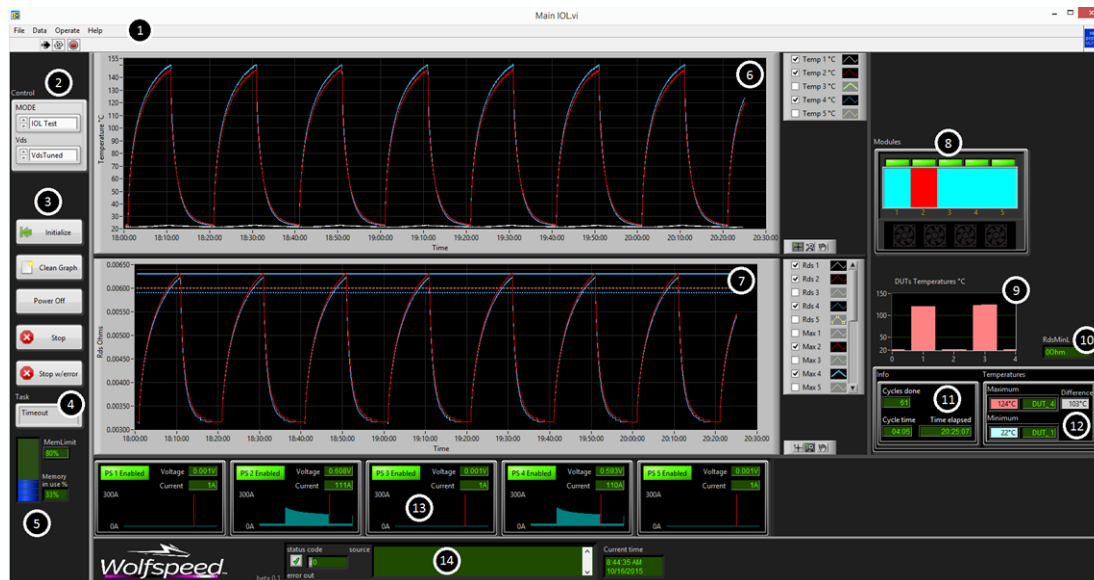 Main IOL.vi
File Data Operate Help
1
Control
2
MODE
IOL Test
Vds
VdsTuned
3
Initialize
Clean Graph
Power Off
Stop
Stop w/error
Task
4
Timeout
MemLimit
80%
Memory
in use %
33%
5
6
155
140
130
120
110
100
90
80
70
60
50
40
30
20
Temperature °C
18:00:00 18:10:00 18:20:00 18:30:00 18:40:00 18:50:00 19:00:00 19:10:00 19:20:00 19:30:00 19:40:00 19:50:00 20:00:00 20:10:00 20:20:00 20:30:00
Time
Temp 1 °C
Temp 2 °C
Temp 3 °C
Temp 4 °C
Temp 5 °C
7
0.00650
0.00600
0.00550
0.00500
0.00450
0.00400
0.00350
0.00300
Rds Ohms
18:00:00 18:10:00 18:20:00 18:30:00 18:40:00 18:50:00 19:00:00 19:10:00 19:20:00 19:30:00 19:40:00 19:50:00 20:00:00 20:10:00 20:20:00 20:30:00
Time
Rds 1
Rds 2
Rds 3
Rds 4
Rds 5
Max 1
Max 2
Max 3
Max 4
Max 5
Modules
8
1 2 3 4 5
DUTs Temperatures °C
9
150
100
50
20
0 1 2 3 4
RdsMinL
10
0Ohm
Info
Cycles done
61
11
Cycle time
04:05
Time elapsed
20:25:07
Temperatures
Maximum
124°C DUT_4
Difference
103°C
Minimum
22°C DUT_1
12
PS 1 Enabled Voltage 0.001V
Current 1A
300A
0A
PS 2 Enabled Voltage 0.608V
Current 111A
300A
0A
PS 3 Enabled Voltage 0.001V
Current 1A
300A
13
0A
PS 4 Enabled Voltage 0.593V
Current 110A
300A
0A
PS 5 Enabled Voltage 0.001V
Current 1A
300A
0A
Wolfspeed
beta 0.1
status code
0
source
14
error out
Current time
8:44:35 AM
10/16/2015